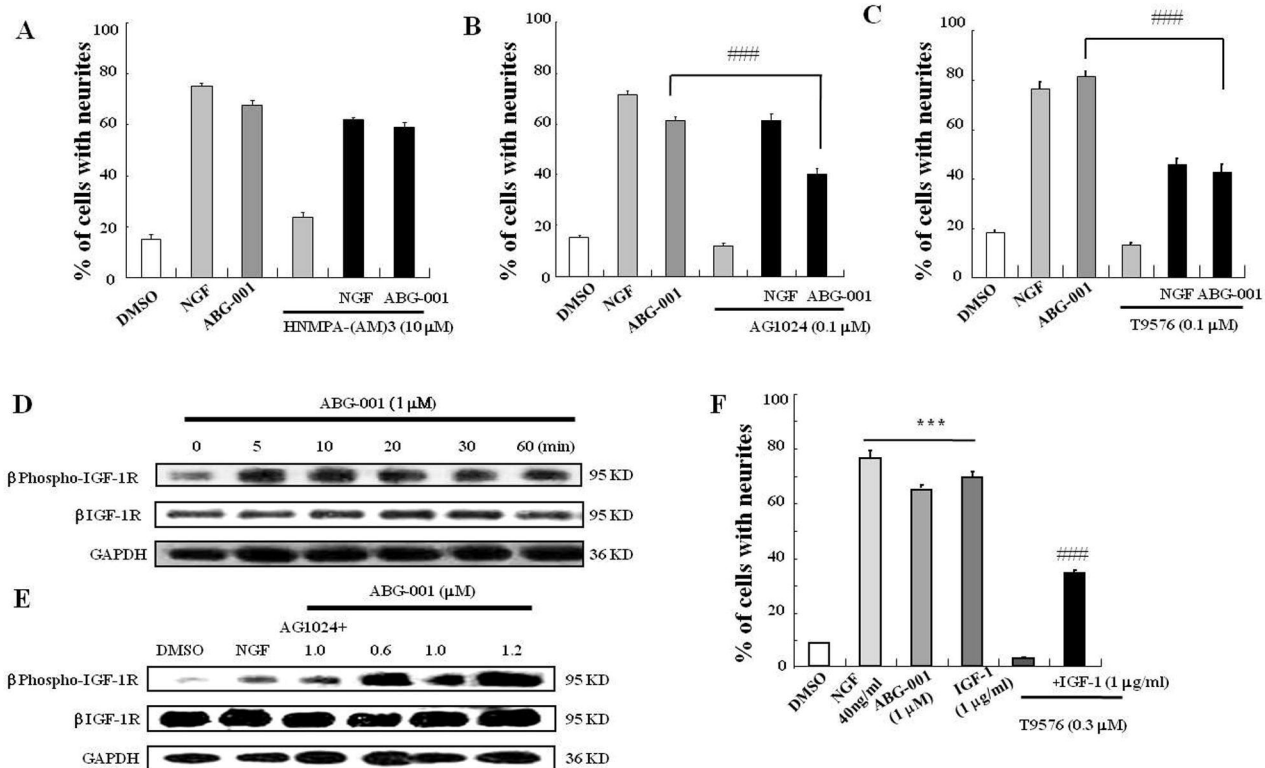 A
% of cells with neurites
100
80
60
40
20
0
DMSO
NGF
ABG-001
NGF ABG-001
HNMPA-(AM)3 (10 μM)
B
% of cells with neurites
100
80
60
40
20
0
###
DMSO
NGF
ABG-001
NGF ABG-001
AG1024 (0.1 μM)
C
% of cells with neurites
100
80
60
40
20
0
###
DMSO
NGF
ABG-001
NGF ABG-001
T9576 (0.1 μM)
D
ABG-001 (1 μM)
0 5 10 20 30 60 (min)
βPhospho-IGF-1R 95 KD
βIGF-1R 95 KD
GAPDH 36 KD
E
ABG-001 (μM)
AG1024+
DMSO NGF 1.0 0.6 1.0 1.2
βPhospho-IGF-1R 95 KD
βIGF-1R 95 KD
GAPDH 36 KD
F
% of cells with neurites
100
80
60
40
20
0
***
###
DMSO
NGF
40ng/ml
ABG-001
(1 μM)
IGF-1
(1 μg/ml)
+IGF-1 (1 μg/ml)
T9576 (0.3 μM)